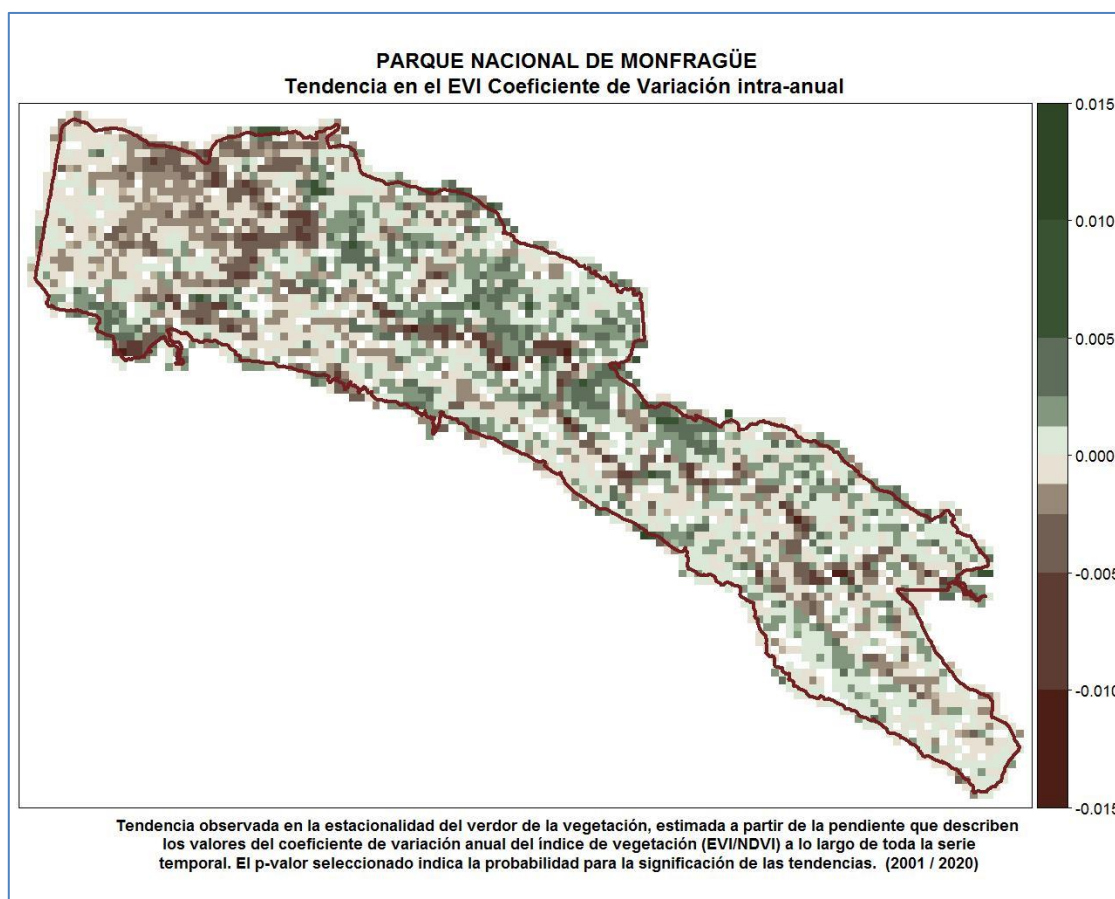 PARQUE NACIONAL DE MONFRAGÜE
Tendencia en el EVI Coeficiente de Variación intra-anual
0.015
0.010
0.005
0.000
-0.005
-0.010
-0.015
Tendencia observada en la estacionalidad del verdor de la vegetación, estimada a partir de la pendiente que describen
los valores del coeficiente de variación anual del índice de vegetación (EVI/NDVI) a lo largo de toda la serie
temporal. El p-valor seleccionado indica la probabilidad para la significación de las tendencias. (2001 / 2020)